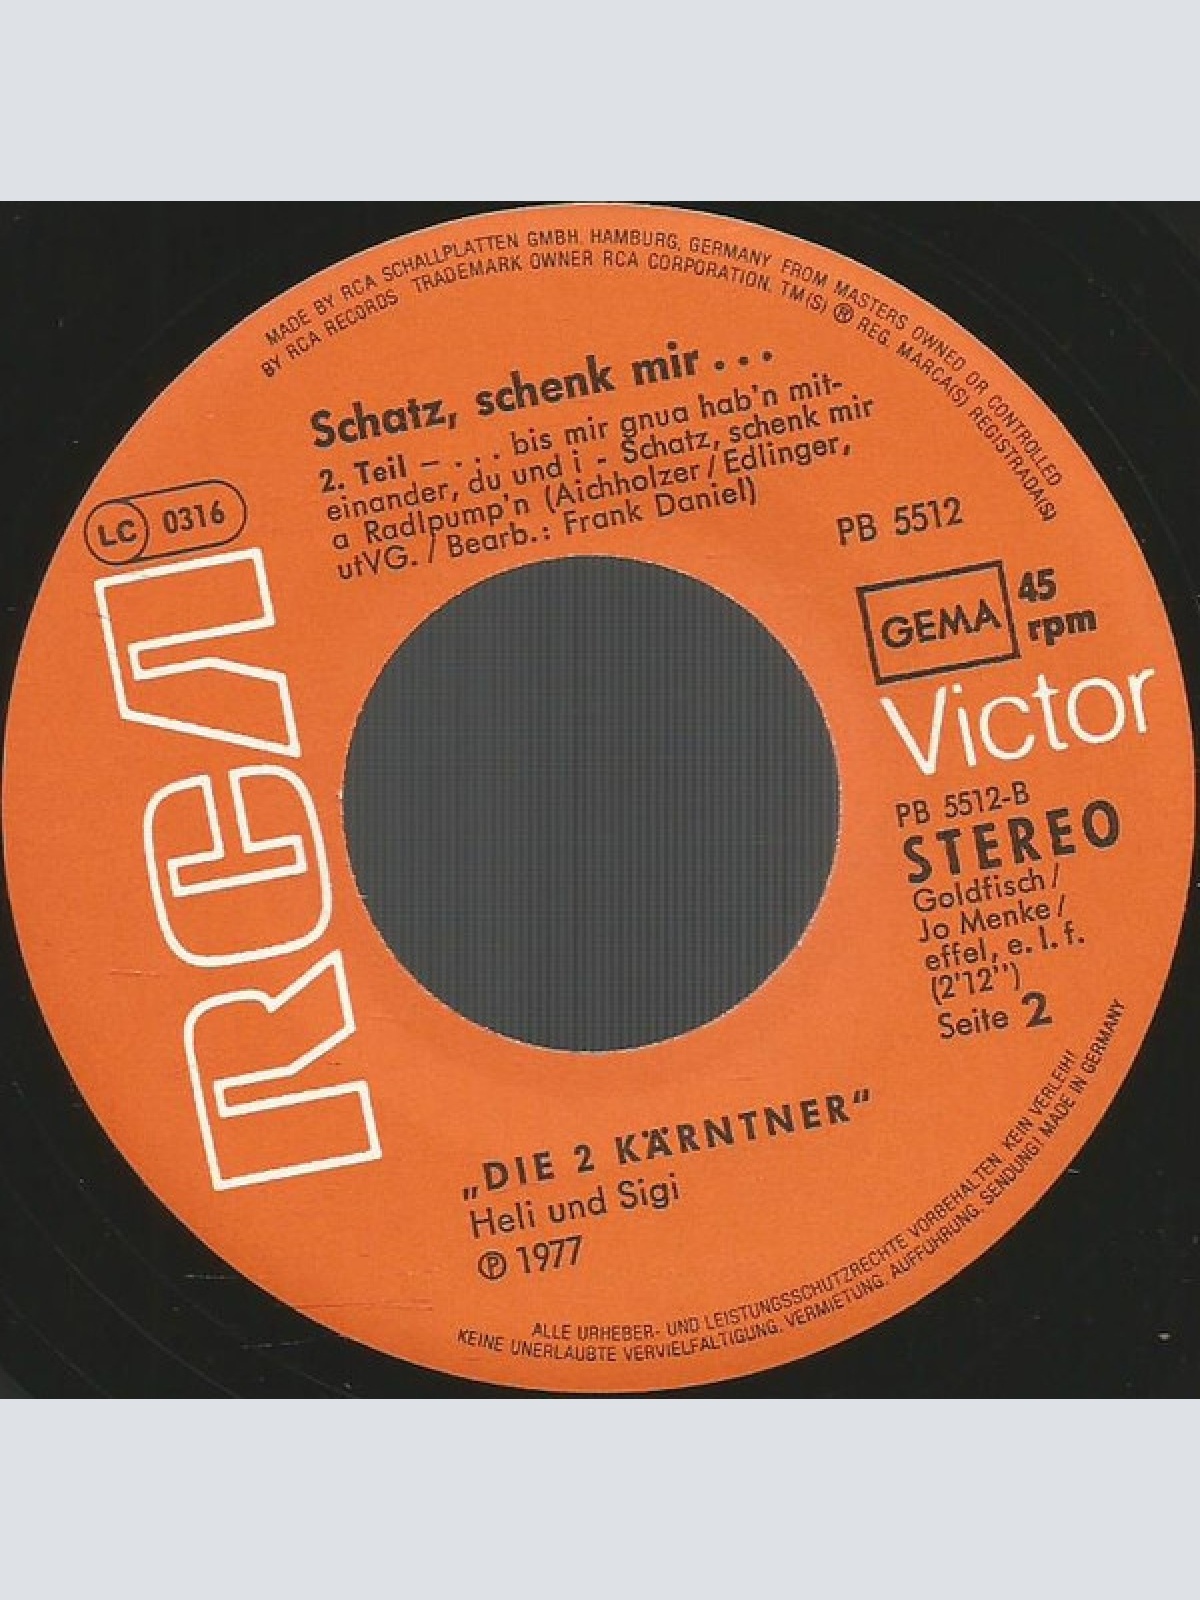 MADE BY RCA SCHALLPLATTEN GMBH, HAMBURG, GERMANY FROM MASTERS OWNED OR CONTROLLED
BY RCA RECORDS TRADEMARK OWNER RCA CORPORATION. TM(S) ® REG. MARCA(S) REGISTRADA(S)
Schatz, schenk mir . . .
2. Teil – . . . bis mir gnua hab'n mit-
einander, du und i - Schatz, schenk mir
a Radlpump'n (Aichholzer / Edlinger,
utVG. / Bearb.: Frank Daniel)
LC 0316
RCA
PB 5512
GEMA
45
rpm
Victor
PB 5512-B
STEREO
Goldfisch /
Jo Menke /
effel, e. l. f.
(2'12'')
Seite 2
„DIE 2 KÄRNTNER“
Heli und Sigi
℗ 1977
ALLE URHEBER- UND LEISTUNGSSCHUTZRECHTE VORBEHALTEN, KEIN VERLEIH!
KEINE UNERLAUBTE VERVIELFÄLTIGUNG, VERMIETUNG, AUFFÜHRUNG, SENDUNG! MADE IN GERMANY